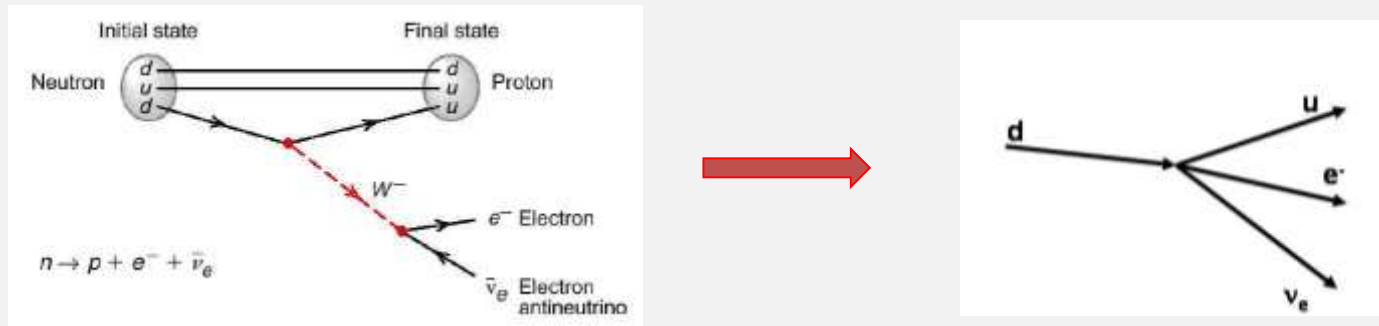 Initial state
Final state
Neutron
d
u
d
d
u
u
Proton
W⁻
e⁻ Electron
n → p + e⁻ + ν̄ₑ
ν̄ₑ Electron
antineutrino
d
u
e⁻
νₑ